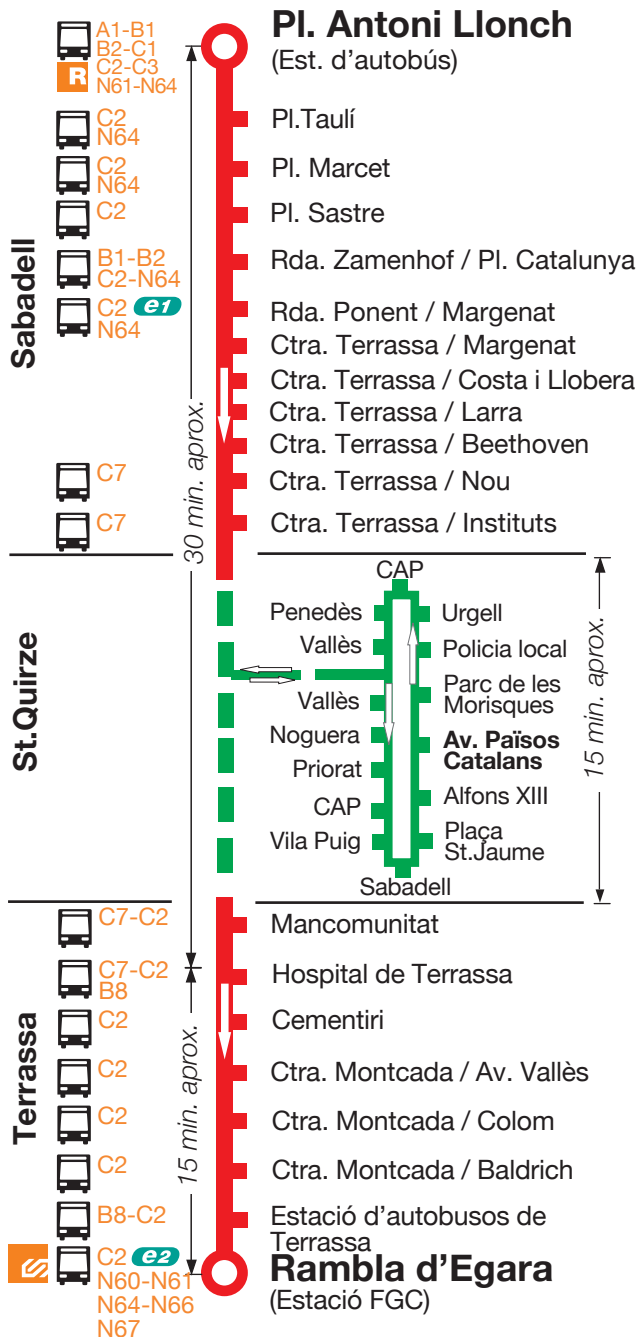 A1-B1
B2-C1
C2-C3
N61-N64
R
Pl. Antoni Llonch
(Est. d'autobús)
C2
N64
Pl.Taulí
C2
N64
Pl. Marcet
C2
Pl. Sastre
B1-B2
C2-N64
Rda. Zamenhof / Pl. Catalunya
C2 e1
N64
Rda. Ponent / Margenat
Ctra. Terrassa / Margenat
Ctra. Terrassa / Costa i Llobera
Ctra. Terrassa / Larra
Ctra. Terrassa / Beethoven
C7
Ctra. Terrassa / Nou
C7
Ctra. Terrassa / Instituts
Sabadell
30 min. aprox.
St.Quirze
CAP
Penedès
Urgell
Vallès
Policia local
Vallès
Parc de les
Morisques
Noguera
Av. Països
Catalans
Priorat
CAP
Alfons XIII
Vila Puig
Plaça
St.Jaume
Sabadell
15 min. aprox.
Terrassa
C7-C2
Mancomunitat
C7-C2
B8
Hospital de Terrassa
C2
Cementiri
C2
Ctra. Montcada / Av. Vallès
C2
Ctra. Montcada / Colom
C2
Ctra. Montcada / Baldrich
B8-C2
Estació d'autobusos de
Terrassa
15 min. aprox.
C2 e2
N60-N61
N64-N66
N67
Rambla d'Egara
(Estació FGC)